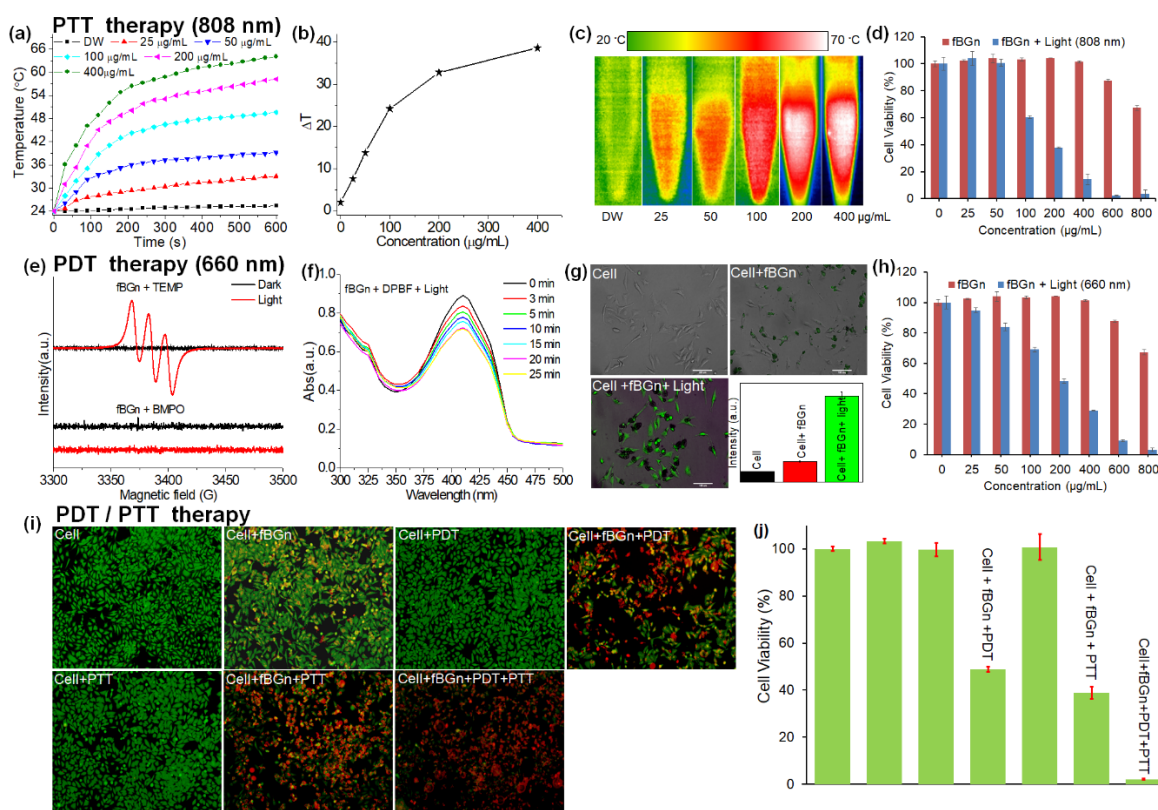 PTT therapy (808 nm)
(a)
DW
25 μg/mL
50 μg/mL
100 μg/mL
200 μg/mL
400μg/mL
66
60
54
48
42
36
30
24
Temperature (°C)
0 100 200 300 400 500 600
Time (s)
(b)
40
30
20
10
0
ΔT
0 100 200 300 400
Concentration (μg/mL)
(c)
20 °C
70 °C
DW 25 50 100 200 400 μg/mL
(d)
fBGn
fBGn + Light (808 nm)
120
100
80
60
40
20
0
Cell Viability (%)
0 25 50 100 200 400 600 800
Concentration (μg/mL)
PDT therapy (660 nm)
(e)
fBGn + TEMP
Dark
Light
fBGn + BMPO
Intensity(a.u.)
3300 3350 3400 3450 3500
Magnetic field (G)
(f)
fBGn + DPBF + Light
0 min
3 min
5 min
10 min
15 min
20 min
25 min
1.0
0.8
0.6
0.4
0.2
0.0
Abs(a.u.)
300 325 350 375 400 425 450 475 500
Wavelength (nm)
(g)
Cell
Cell+fBGn
Cell +fBGn+ Light
Intensity (a.u.)
Cell
Cell+ fBGn
Cell+ fBGn+ light
(h)
fBGn
fBGn + Light (660 nm)
120
100
80
60
40
20
0
Cell Viability (%)
0 25 50 100 200 400 600 800
Concentration (μg/mL)
PDT / PTT therapy
(i)
Cell
Cell+fBGn
Cell+PDT
Cell+fBGn+PDT
Cell+PTT
Cell+fBGn+PTT
Cell+fBGn+PDT+PTT
(j)
100
80
60
40
20
0
Cell Viability (%)
Cell + fBGn +PDT
Cell + fBGn + PTT
Cell+fBGn+PDT+PTT